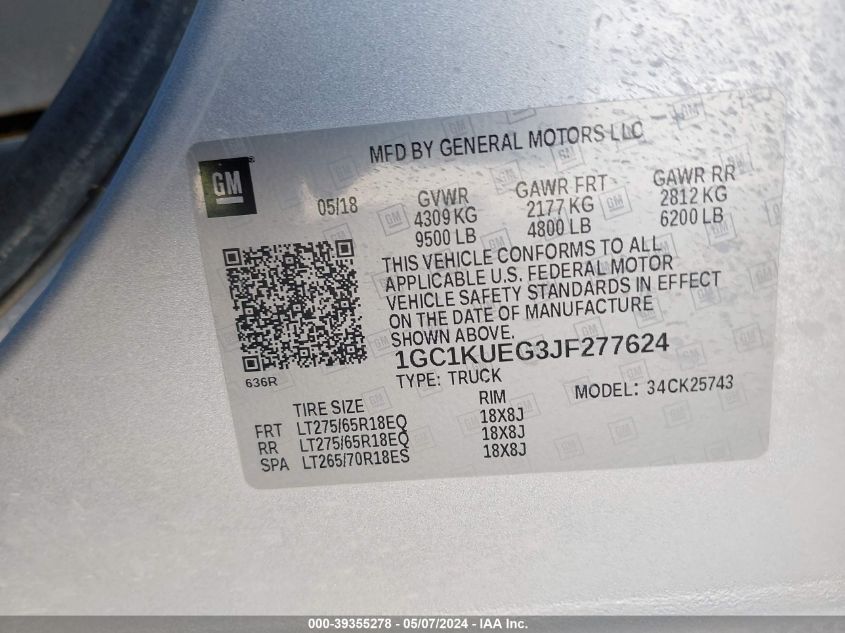 MFD BY GENERAL MOTORS LLC
GM
05/18
GVWR GAWR FRT GAWR RR
4309 KG 2177 KG 2812 KG
9500 LB 4800 LB 6200 LB
THIS VEHICLE CONFORMS TO ALL
APPLICABLE U.S. FEDERAL MOTOR
VEHICLE SAFETY STANDARDS IN EFFECT
ON THE DATE OF MANUFACTURE
SHOWN ABOVE.
1GC1KUEG3JF277624
636R
TYPE: TRUCK MODEL: 34CK25743
TIRE SIZE RIM
FRT LT275/65R18EQ 18X8J
RR LT275/65R18EQ 18X8J
SPA LT265/70R18ES 18X8J
000-39355278 - 05/07/2024 - IAA Inc.